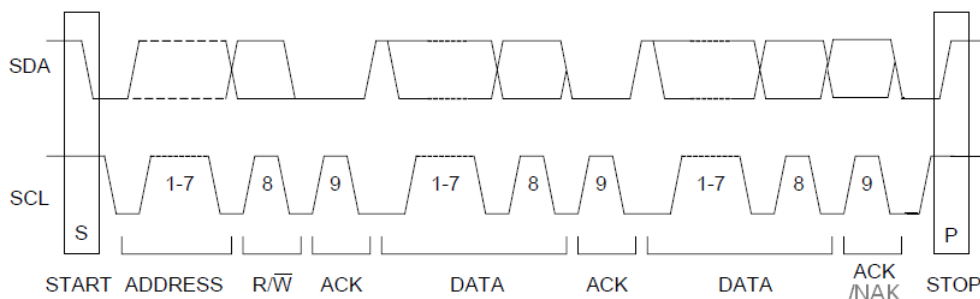 SDA
SCL
1-7 8 9 1-7 8 9 1-7 8 9
S P
START ADDRESS R/W̅ ACK DATA ACK DATA ACK STOP
/NAK